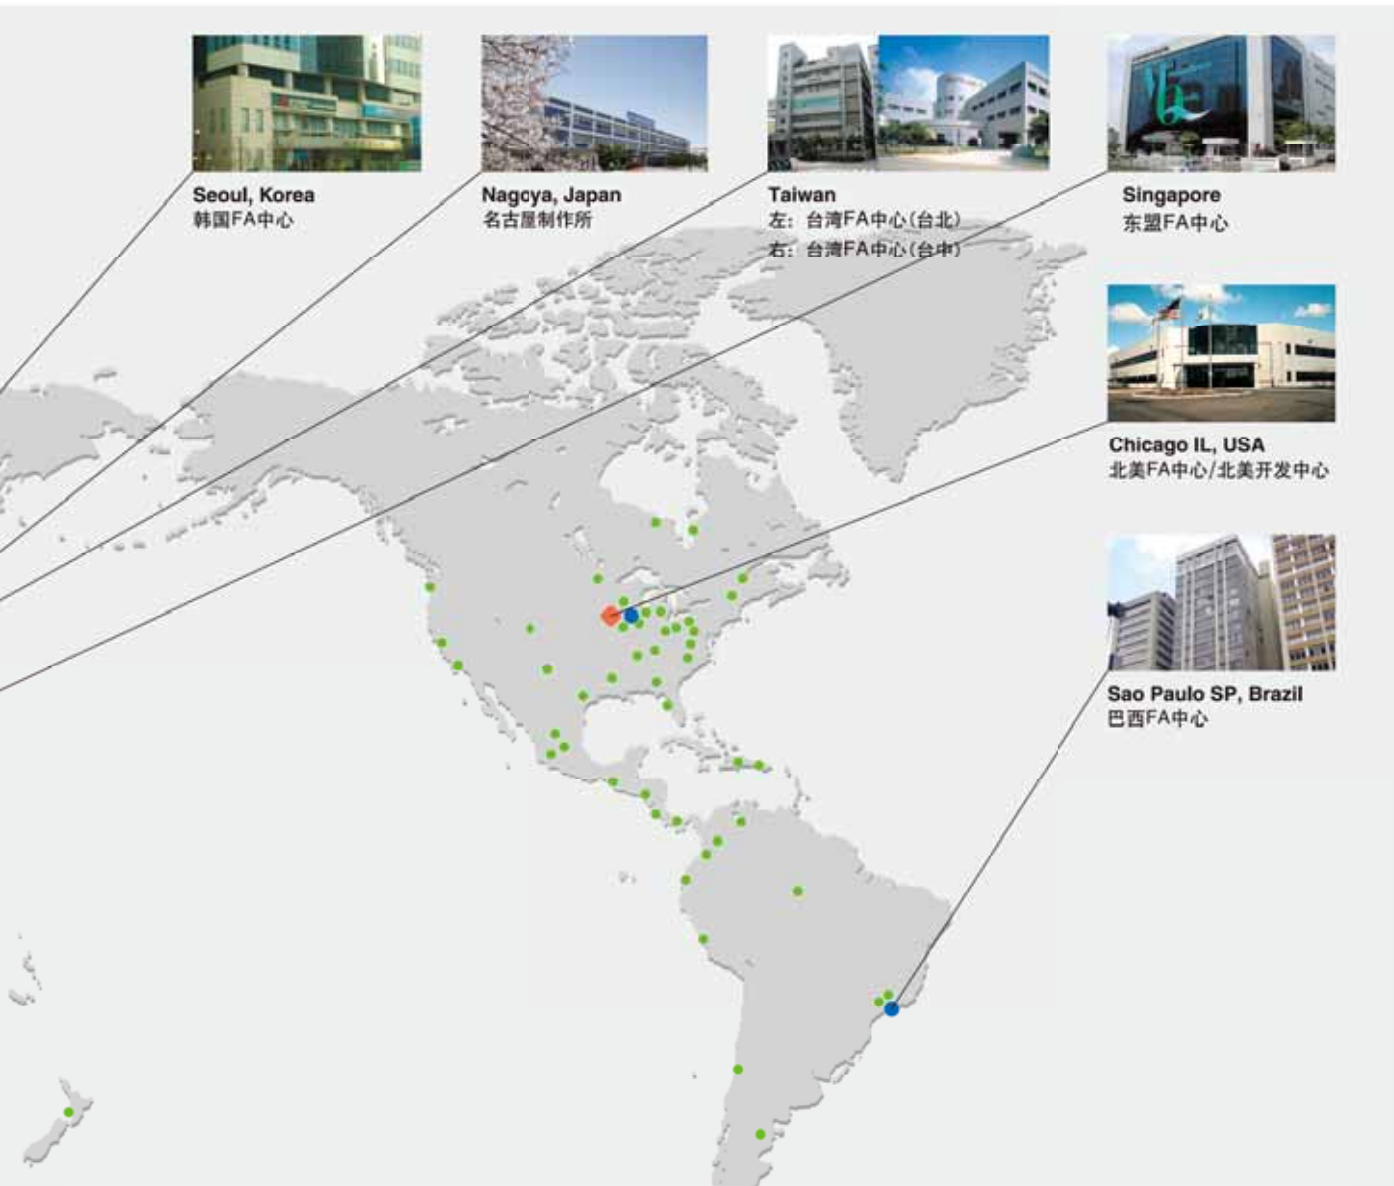 Seoul, Korea
韩国FA中心
Nagoya, Japan
名古屋制作所
Taiwan
左：台湾FA中心(台北)
右：台湾FA中心(台中)
Singapore
东盟FA中心
Chicago IL, USA
北美FA中心/北美开发中心
Sao Paulo SP, Brazil
巴西FA中心